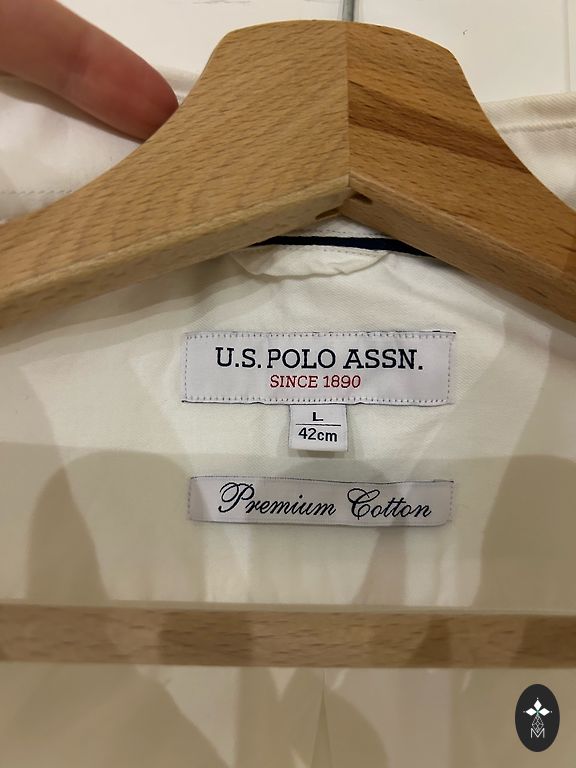 U.S. POLO ASSN.
SINCE 1890
L
42cm
Premium Cotton
M